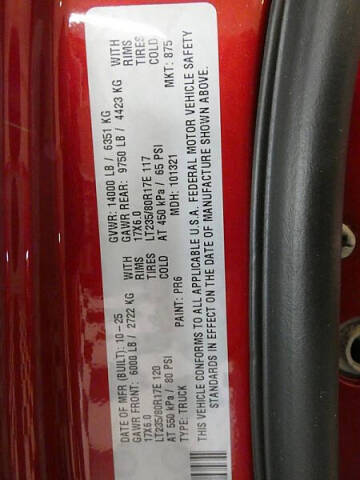 DATE OF MFR (BUILT): 10-25 GVWR: 14000 LB / 6351 KG
GAWR FRONT: 6000 LB / 2722 KG WITH GAWR REAR: 9750 LB / 4423 KG WITH
17X6.0 RIMS 17X6.0 RIMS
LT235/80R17E 120 TIRES LT235/80R17E 117 TIRES
AT 550 kPa / 80 PSI COLD AT 450 kPa / 65 PSI COLD
PAINT: PR6 MDH: 101321 MKT: 875
TYPE: TRUCK
THIS VEHICLE CONFORMS TO ALL APPLICABLE U.S.A. FEDERAL MOTOR VEHICLE SAFETY
STANDARDS IN EFFECT ON THE DATE OF MANUFACTURE SHOWN ABOVE.